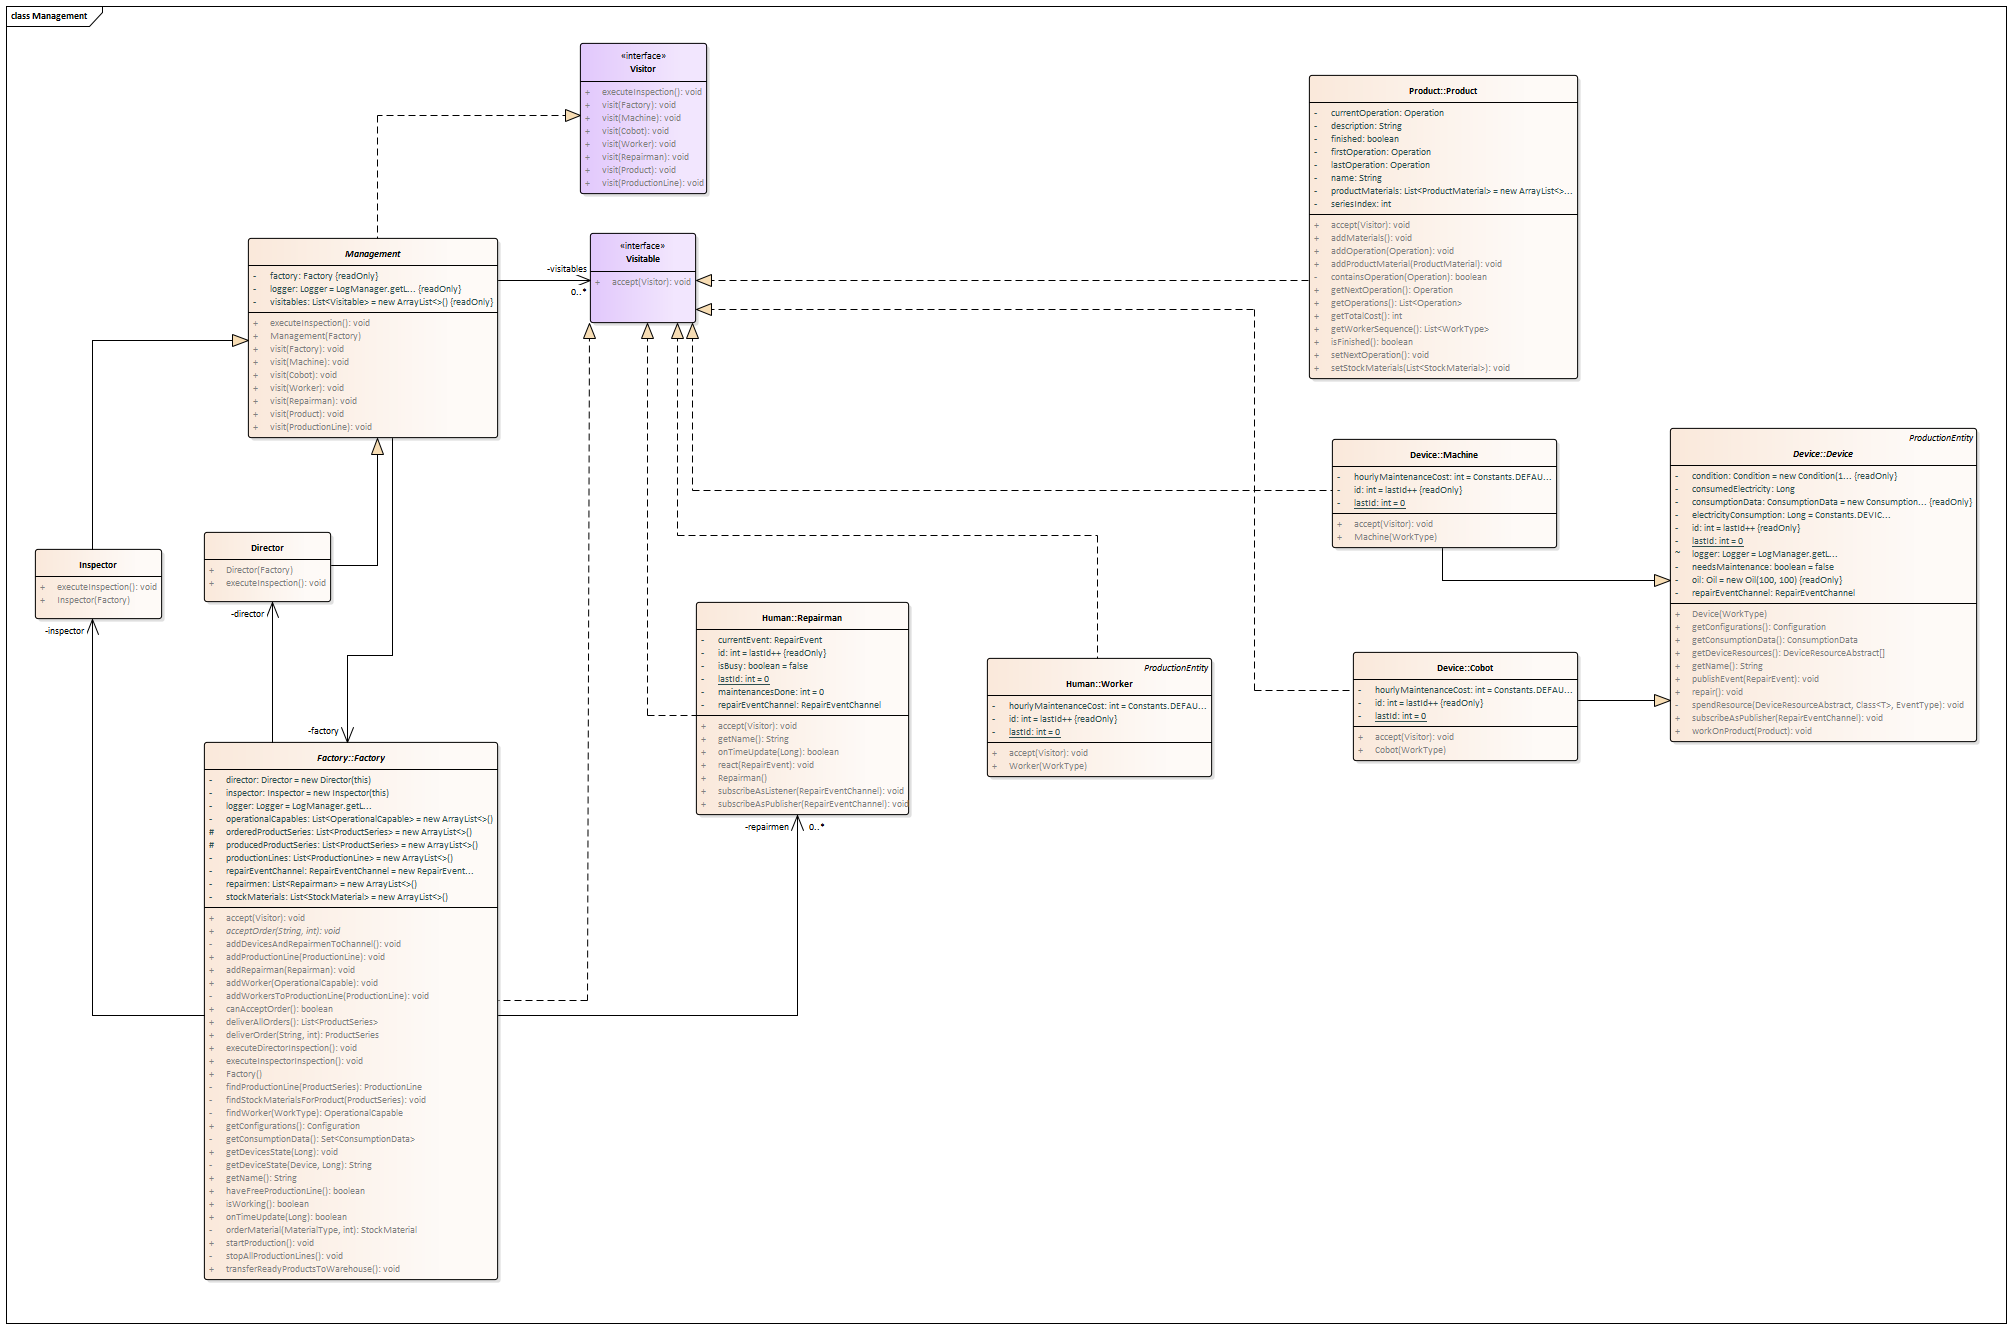 class Management
«interface»
Visitor
+ executeInspection(): void
+ visit(Factory): void
+ visit(Machine): void
+ visit(Cobot): void
+ visit(Worker): void
+ visit(Repairman): void
+ visit(Product): void
+ visit(ProductionLine): void
Product::Product
- currentOperation: Operation
- description: String
- finished: boolean
- firstOperation: Operation
- lastOperation: Operation
- name: String
- productMaterials: List<ProductMaterial> = new ArrayList<>...
- seriesIndex: int
+ accept(Visitor): void
+ addMaterials(): void
+ addOperation(Operation): void
+ addProductMaterial(ProductMaterial): void
- containsOperation(Operation): boolean
+ getNextOperation(): Operation
+ getOperations(): List<Operation>
+ getTotalCost(): int
+ getWorkerSequence(): List<WorkType>
+ isFinished(): boolean
+ setNextOperation(): void
+ setStockMaterials(List<StockMaterial>): void
Management
- factory: Factory {readOnly}
- logger: Logger = LogManager.getL... {readOnly}
- visitables: List<Visitable> = new ArrayList<>() {readOnly}
+ executeInspection(): void
+ Management(Factory)
+ visit(Factory): void
+ visit(Machine): void
+ visit(Cobot): void
+ visit(Worker): void
+ visit(Repairman): void
+ visit(Product): void
+ visit(ProductionLine): void
-visitables
0..*
«interface»
Visitable
+ accept(Visitor): void
Device::Machine
- hourlyMaintenanceCost: int = Constants.DEFAU...
- id: int = lastId++ {readOnly}
- lastId: int = 0
+ accept(Visitor): void
+ Machine(WorkType)
ProductionEntity
Device::Device
- condition: Condition = new Condition(1... {readOnly}
- consumedElectricity: Long
- consumptionData: ConsumptionData = new Consumption... {readOnly}
- electricityConsumption: Long = Constants.DEVIC...
- id: int = lastId++ {readOnly}
- lastId: int = 0
~ logger: Logger = LogManager.getL...
- needsMaintenance: boolean = false
- oil: Oil = new Oil(100, 100) {readOnly}
- repairEventChannel: RepairEventChannel
+ Device(WorkType)
+ getConfigurations(): Configuration
+ getConsumptionData(): ConsumptionData
+ getDeviceResources(): DeviceResourceAbstract[]
+ getName(): String
+ publishEvent(RepairEvent): void
+ repair(): void
- spendResource(DeviceResourceAbstract, Class<T>, EventType): void
+ subscribeAsPublisher(RepairEventChannel): void
+ workOnProduct(Product): void
Inspector
+ executeInspection(): void
+ Inspector(Factory)
-inspector
Director
+ Director(Factory)
+ executeInspection(): void
-director
Human::Repairman
- currentEvent: RepairEvent
- id: int = lastId++ {readOnly}
- isBusy: boolean = false
- lastId: int = 0
- maintenancesDone: int = 0
- repairEventChannel: RepairEventChannel
+ accept(Visitor): void
+ getName(): String
+ onTimeUpdate(Long): boolean
+ react(RepairEvent): void
+ Repairman()
+ subscribeAsListener(RepairEventChannel): void
+ subscribeAsPublisher(RepairEventChannel): void
-repairmen
0..*
ProductionEntity
Human::Worker
- hourlyMaintenanceCost: int = Constants.DEFAU...
- id: int = lastId++ {readOnly}
- lastId: int = 0
+ accept(Visitor): void
+ Worker(WorkType)
Device::Cobot
- hourlyMaintenanceCost: int = Constants.DEFAU...
- id: int = lastId++ {readOnly}
- lastId: int = 0
+ accept(Visitor): void
+ Cobot(WorkType)
-factory
Factory::Factory
- director: Director = new Director(this)
- inspector: Inspector = new Inspector(this)
- logger: Logger = LogManager.getL...
- operationalCapables: List<OperationalCapable> = new ArrayList<>()
# orderedProductSeries: List<ProductSeries> = new ArrayList<>()
# producedProductSeries: List<ProductSeries> = new ArrayList<>()
- productionLines: List<ProductionLine> = new ArrayList<>()
- repairEventChannel: RepairEventChannel = new RepairEvent...
- repairmen: List<Repairman> = new ArrayList<>()
- stockMaterials: List<StockMaterial> = new ArrayList<>()
+ accept(Visitor): void
+ acceptOrder(String, int): void
- addDevicesAndRepairmenToChannel(): void
+ addProductionLine(ProductionLine): void
+ addRepairman(Repairman): void
+ addWorker(OperationalCapable): void
- addWorkersToProductionLine(ProductionLine): void
+ canAcceptOrder(): boolean
+ deliverAllOrders(): List<ProductSeries>
+ deliverOrder(String, int): ProductSeries
+ executeDirectorInspection(): void
+ executeInspectorInspection(): void
+ Factory()
- findProductionLine(ProductSeries): ProductionLine
- findStockMaterialsForProduct(ProductSeries): void
- findWorker(WorkType): OperationalCapable
+ getConfigurations(): Configuration
- getConsumptionData(): Set<ConsumptionData>
+ getDevicesState(Long): void
- getDeviceState(Device, Long): String
+ getName(): String
+ haveFreeProductionLine(): boolean
+ isWorking(): boolean
+ onTimeUpdate(Long): boolean
- orderMaterial(MaterialType, int): StockMaterial
+ startProduction(): void
- stopAllProductionLines(): void
+ transferReadyProductsToWarehouse(): void